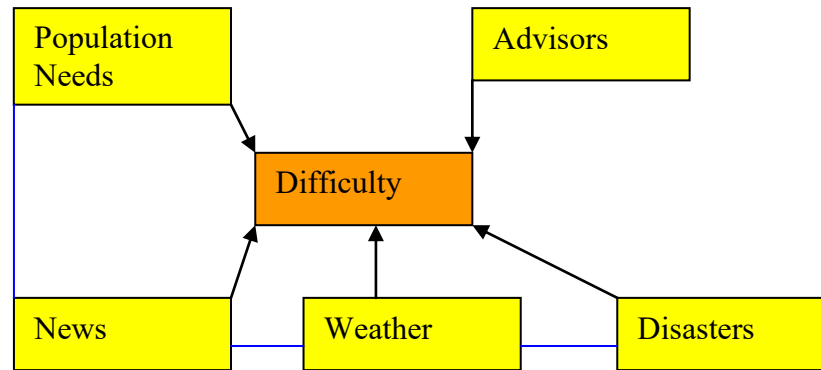 Population
Needs
Advisors
Difficulty
News
Weather
Disasters